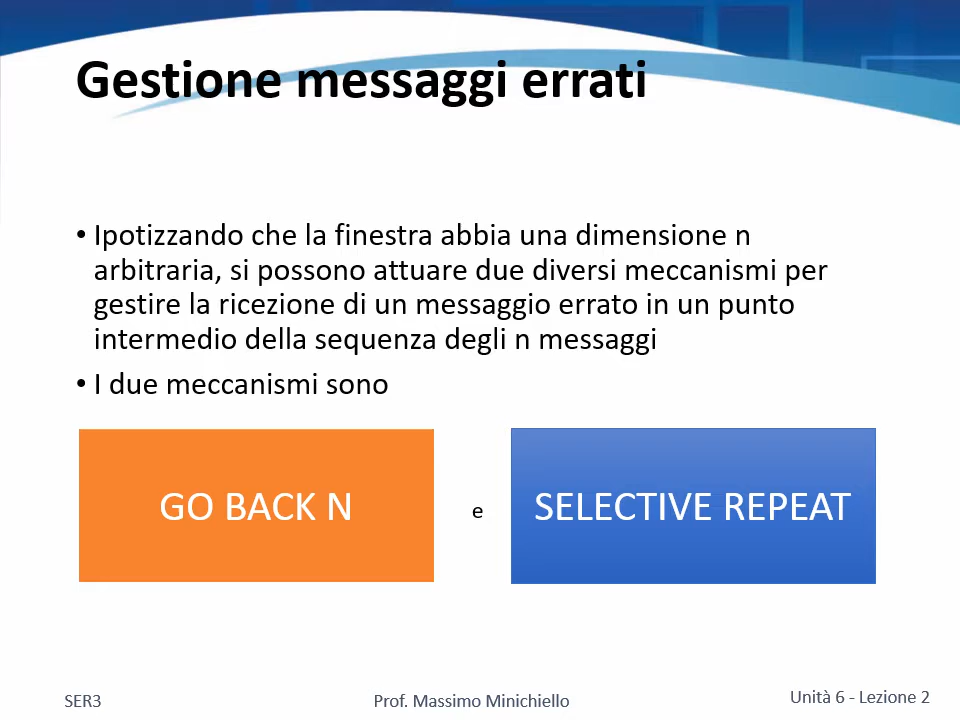 Gestione messaggi errati
• Ipotizzando che la finestra abbia una dimensione n
arbitraria, si possono attuare due diversi meccanismi per
gestire la ricezione di un messaggio errato in un punto
intermedio della sequenza degli n messaggi
• I due meccanismi sono
GO BACK N
e
SELECTIVE REPEAT
SER3
Prof. Massimo Minichiello
Unità 6 - Lezione 2